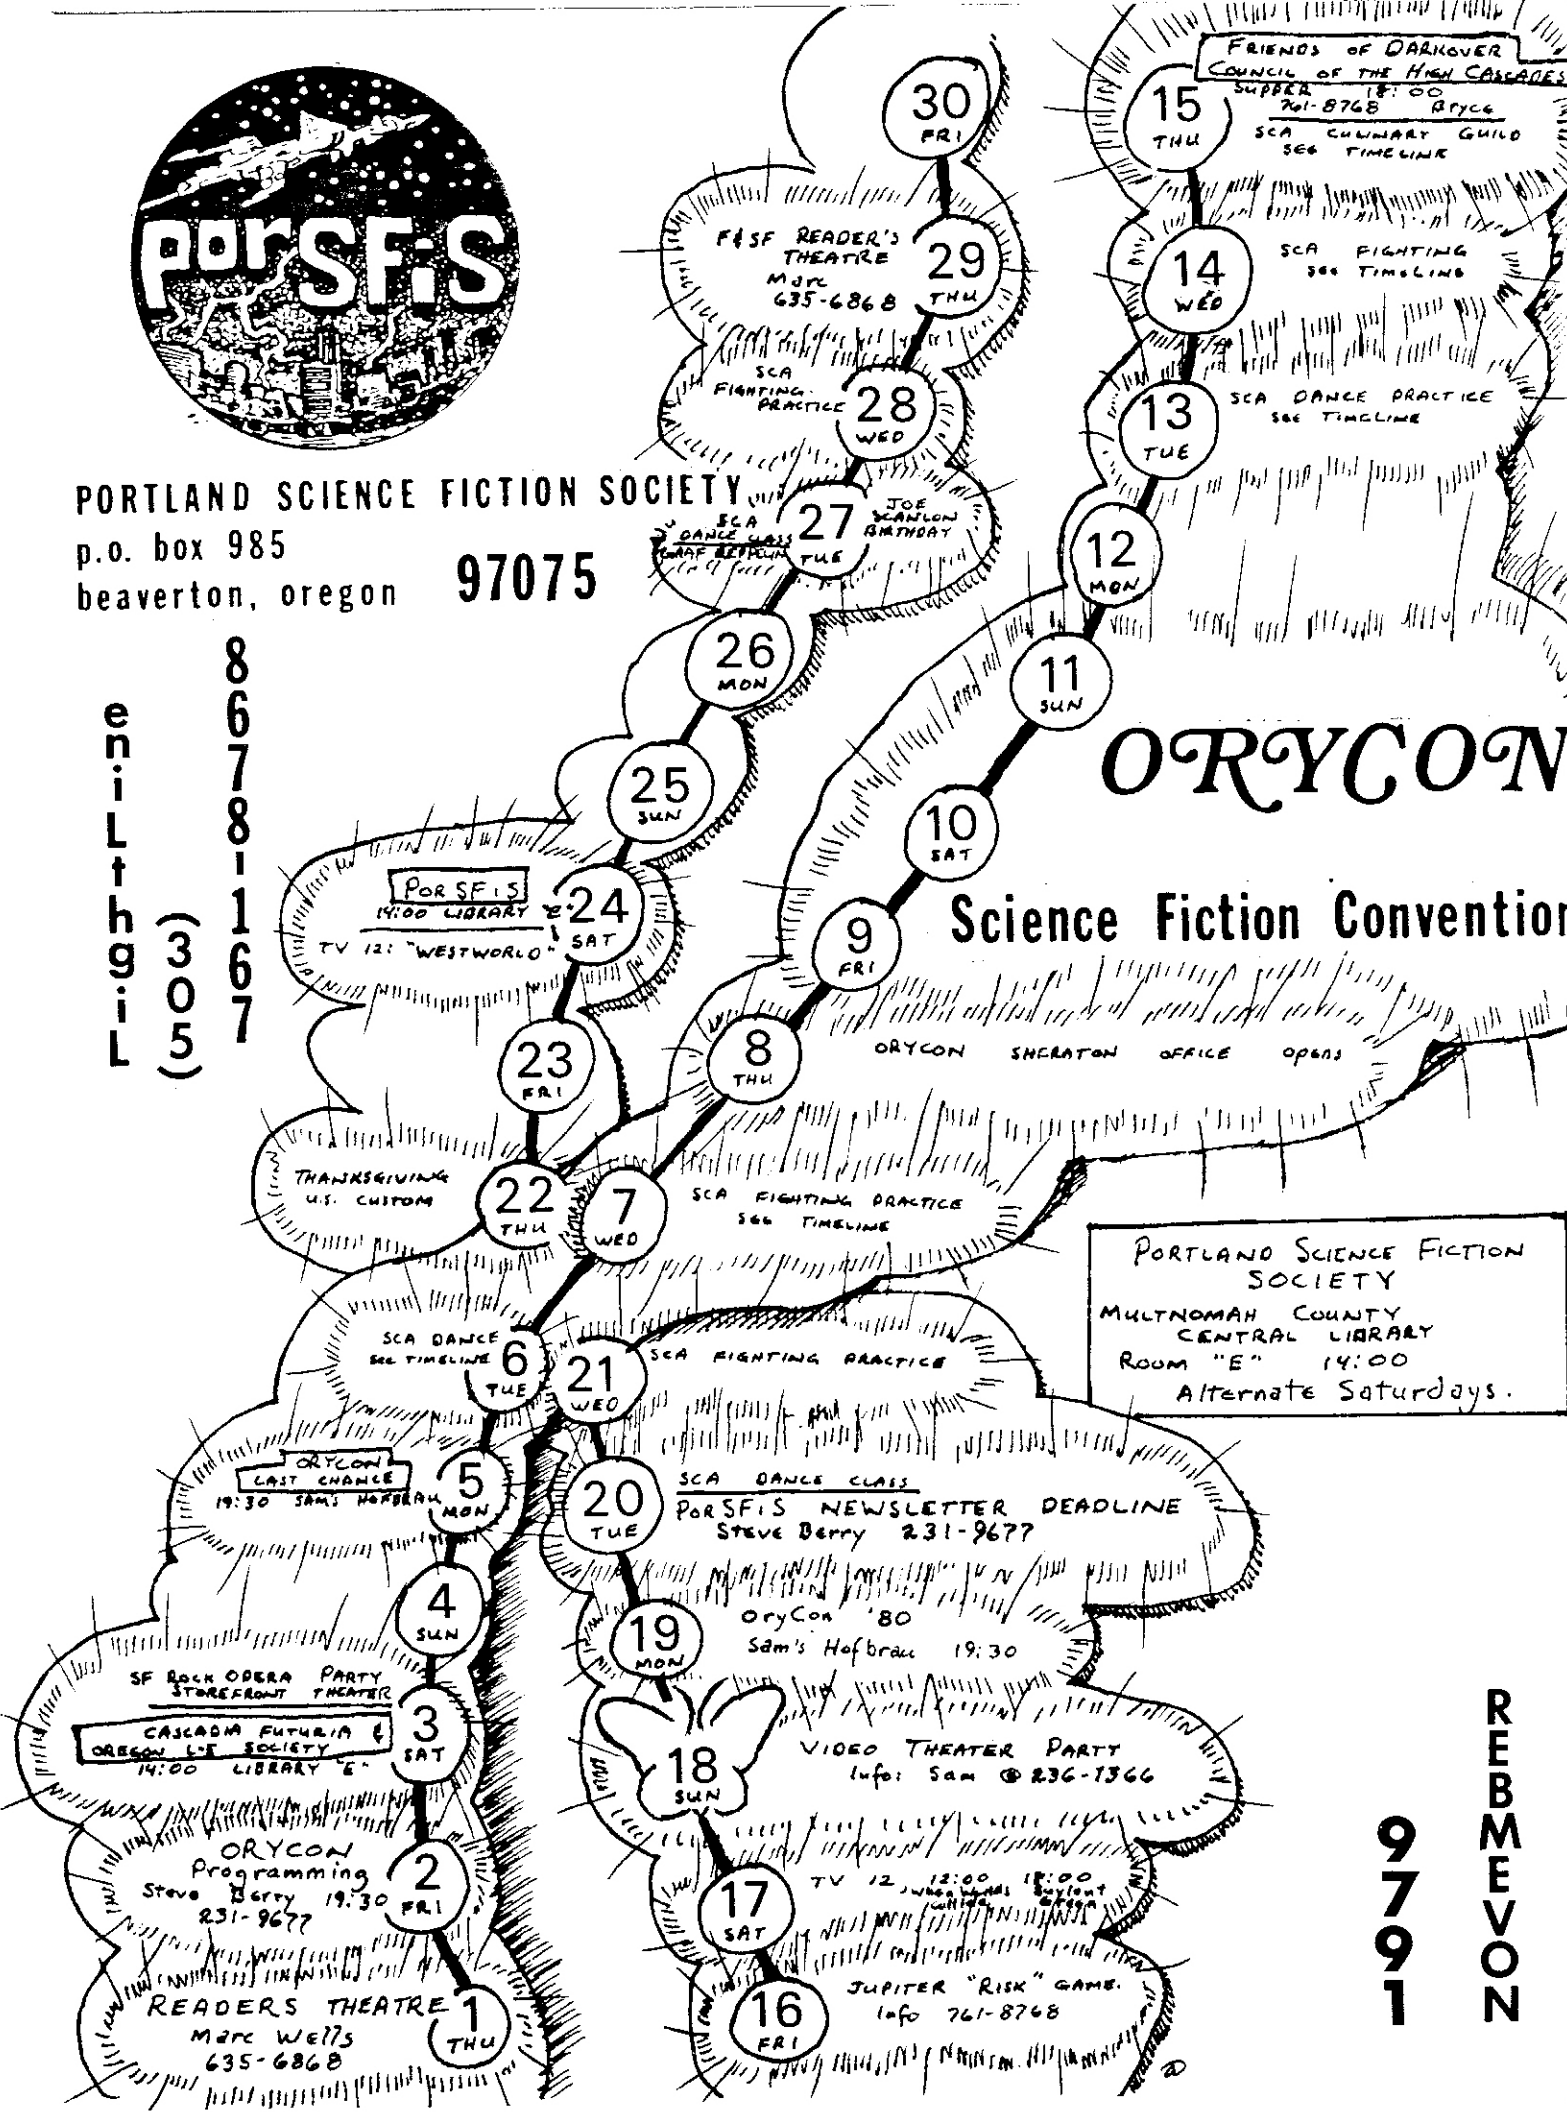 porSFiS
PORTLAND SCIENCE FICTION SOCIETY
p.o. box 985
beaverton, oregon 97075
eniLthgiL
(305)
8678-167
30
FRI
F&SF READER'S
THEATRE
Marc
635-6868
29
THU
SCA
FIGHTING
PRACTICE
28
WED
SCA
DANCE CLASS
27
TUE
JOE
SCANLON
BIRTHDAY
26
MON
25
SUN
PORSFiS
14:00 LIBRARY "E"
TV 12: "WESTWORLD"
24
SAT
23
FRI
THANKSGIVING
U.S. CUSTOM
22
THU
FRIENDS OF DARKOVER
COUNCIL OF THE HIGH CASCADES
SUPPER 18:00
761-8768 Bryce
SCA CULINARY GUILD
SEE TIMELINE
15
THU
14
WED
SCA FIGHTING
SEE TIMELINE
13
TUE
SCA DANCE PRACTICE
SEE TIMELINE
12
MON
11
SUN
ORYCON
10
SAT
Science Fiction Convention
9
FRI
8
THU
ORYCON SHERATON OFFICE OPENS
7
WED
SCA FIGHTING PRACTICE
SEE TIMELINE
PORTLAND SCIENCE FICTION
SOCIETY
MULTNOMAH COUNTY
CENTRAL LIBRARY
ROOM "E" 14:00
Alternate Saturdays.
SCA DANCE
SEE TIMELINE
6
TUE
21
WED
SCA FIGHTING PRACTICE
ORYCON
LAST CHANCE
19:30 SAM'S HOFBRAU
5
MON
20
TUE
SCA DANCE CLASS
PORSFiS NEWSLETTER DEADLINE
Steve Berry 231-9677
4
SUN
19
MON
OryCon '80
Sam's Hofbrau 19:30
SF ROCK OPERA PARTY
STOREFRONT THEATER
CASCADIA FUTURIA &
OREGON L-5 SOCIETY
14:00 LIBRARY "E"
3
SAT
18
SUN
VIDEO THEATER PARTY
Info: Sam @ 236-1366
ORYCON
Programming
Steve Berry 19:30
231-9677
2
FRI
17
SAT
TV 12 12:00 18:00
When Worlds Soylent
Collide Green
READERS THEATRE
Marc Wells
635-6868
1
THU
16
FRI
JUPITER "RISK" GAME.
Info 761-8768
REBMEVON
9791